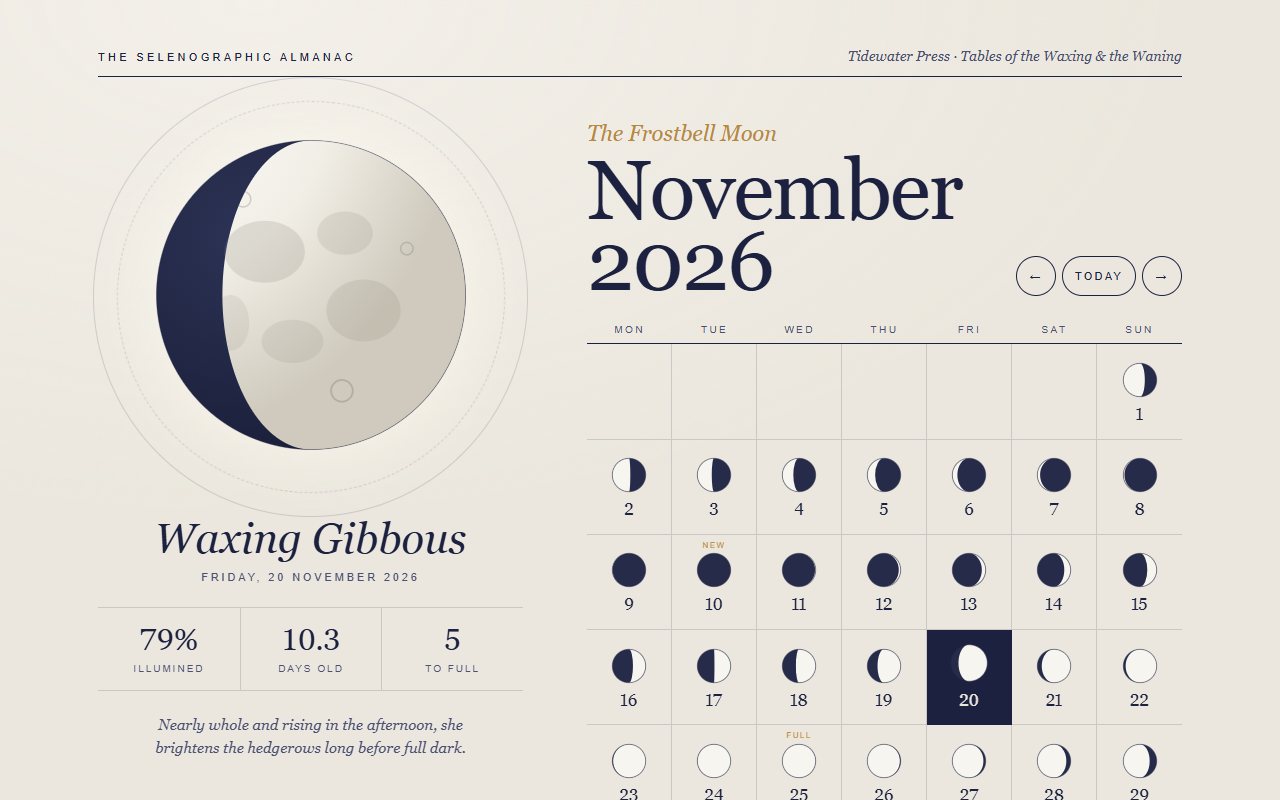 THE SELENOGRAPHIC ALMANAC
Tidewater Press · Tables of the Waxing & the Waning
Waxing Gibbous
FRIDAY, 20 NOVEMBER 2026
79% 10.3 5
ILLUMINED DAYS OLD TO FULL
Nearly whole and rising in the afternoon, she
brightens the hedgerows long before full dark.
The Frostbell Moon
November
2026
← TODAY →
MON TUE WED THU FRI SAT SUN
1
2 3 4 5 6 7 8
NEW
9 10 11 12 13 14 15
16 17 18 19 20 21 22
FULL
23 24 25 26 27 28 29